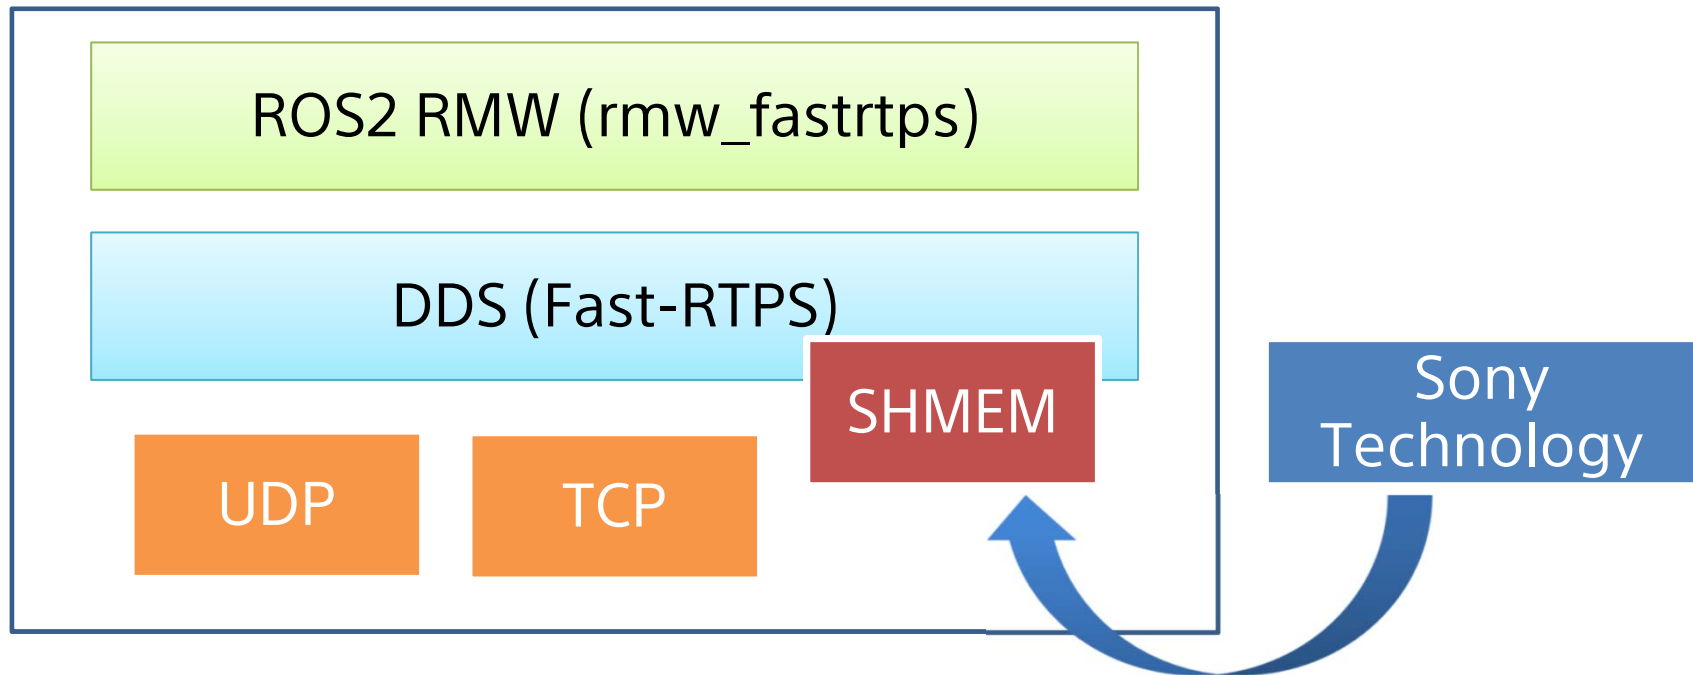 ROS2 RMW (rmw_fastrtps)
DDS (Fast-RTPS)
SHMEM
Sony
Technology
UDP
TCP